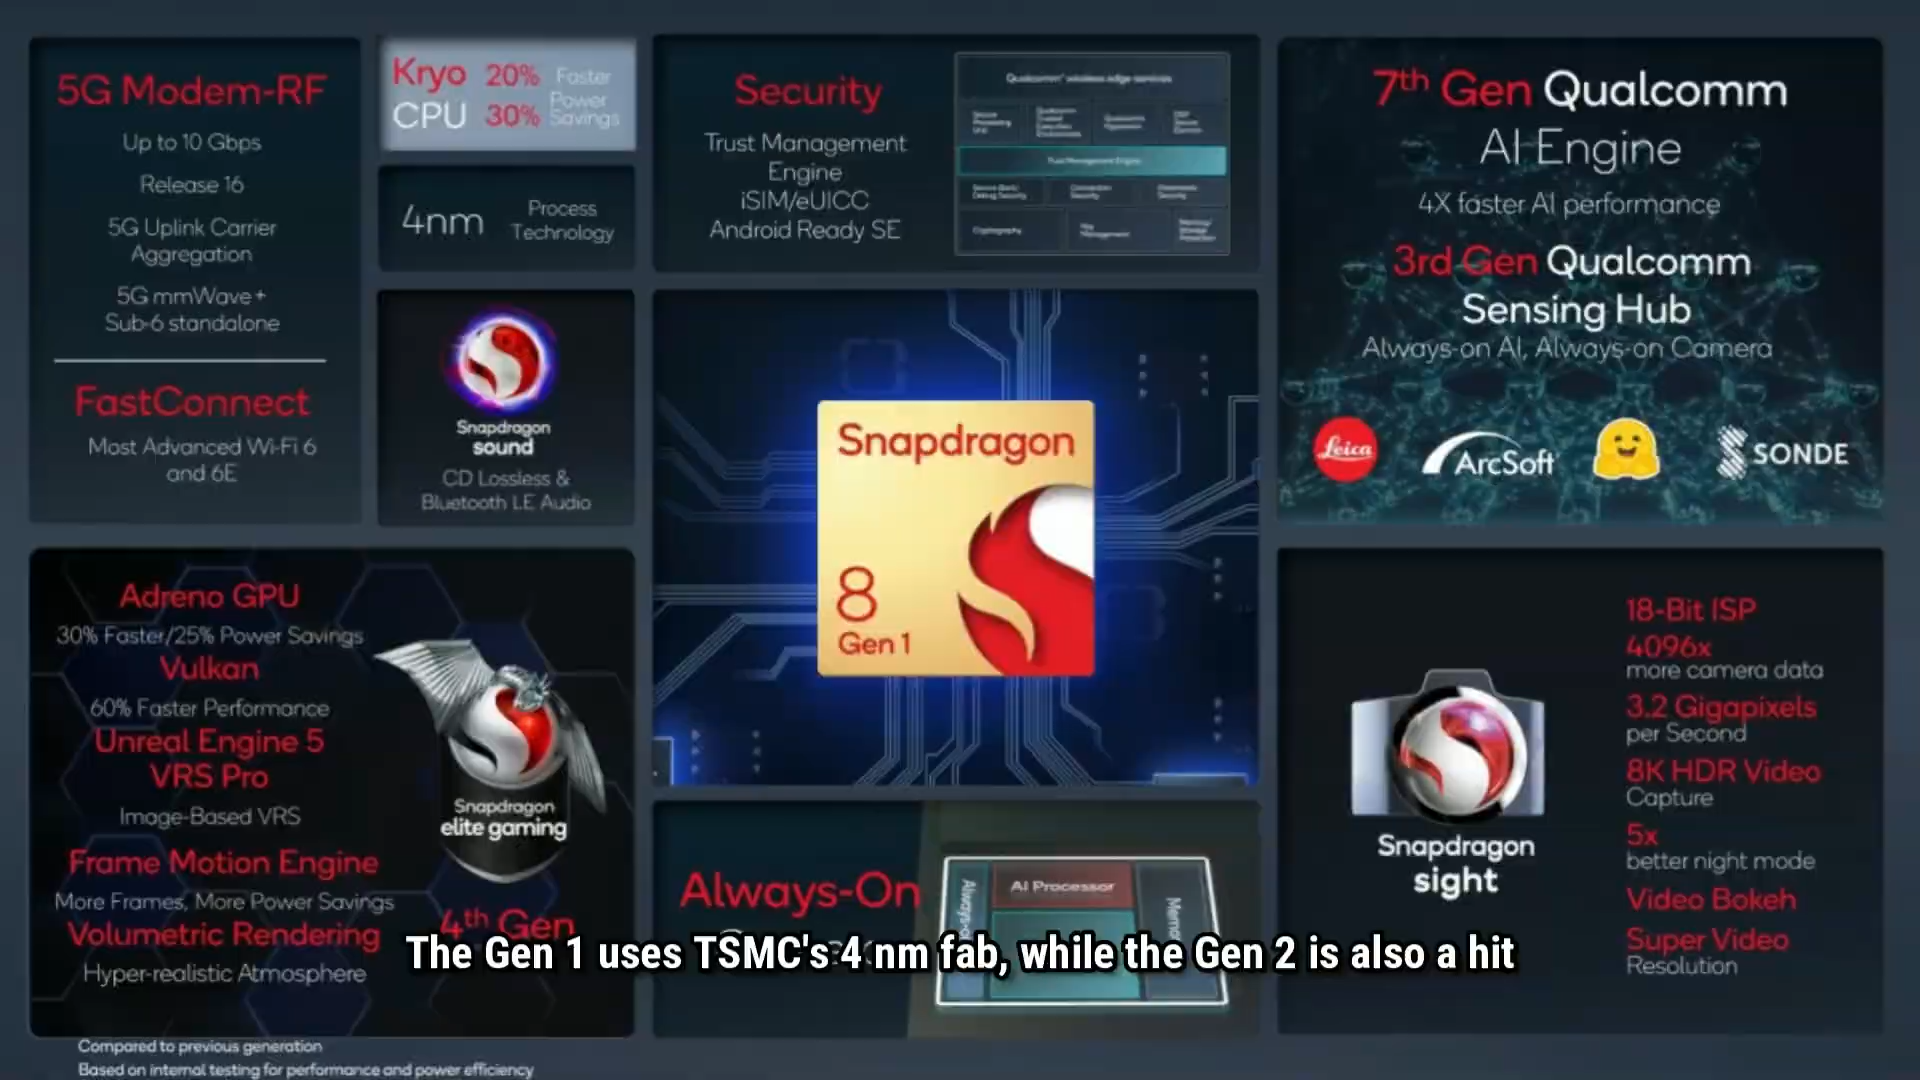 5G Modem-RF
Up to 10 Gbps
Release 16
5G Uplink Carrier
Aggregation
5G mmWave +
Sub-6 standalone
FastConnect
Most Advanced Wi-Fi 6
and 6E
Kryo 20% Faster
CPU 30% Power Savings
4nm Process Technology
Snapdragon
sound
CD Lossless &
Bluetooth LE Audio
Security
Trust Management
Engine
iSIM/eUICC
Android Ready SE
Qualcomm wireless edge services
Trust Management Engine
Cryptography
Snapdragon
8
Gen 1
7th Gen Qualcomm
AI Engine
4X faster AI performance
3rd Gen Qualcomm
Sensing Hub
Always-on AI, Always-on Camera
Leica
ArcSoft
SONDE
Adreno GPU
30% Faster/25% Power Savings
Vulkan
60% Faster Performance
Unreal Engine 5
VRS Pro
Image-Based VRS
Frame Motion Engine
More Frames, More Power Savings
Volumetric Rendering
Hyper-realistic Atmosphere
Snapdragon
elite gaming
4th Gen
Always-On
AI Processor
Snapdragon
sight
18-Bit ISP
4096x
more camera data
3.2 Gigapixels
per Second
8K HDR Video
Capture
5x
better night mode
Video Bokeh
Super Video
Resolution
The Gen 1 uses TSMC's 4 nm fab, while the Gen 2 is also a hit
Compared to previous generation
Based on internal testing for performance and power efficiency